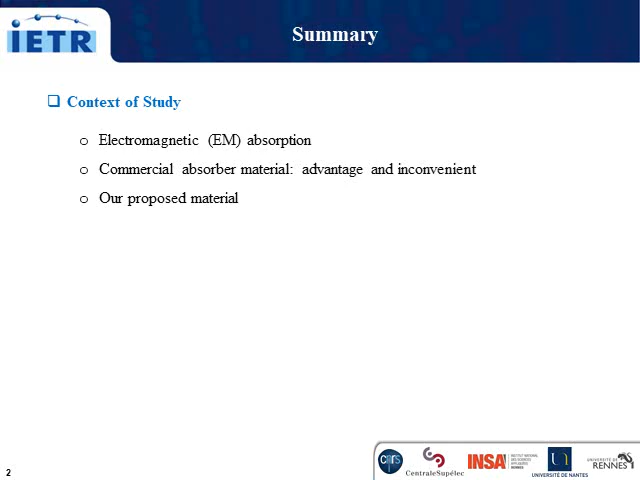 iETR
Summary
Context of Study
Electromagnetic (EM) absorption
Commercial absorber material: advantage and inconvenient
Our proposed material
2
cnrs
CentraleSupélec
INSA
INSTITUT NATIONAL
DES SCIENCES
APPLIQUÉES
RENNES
UNIVERSITÉ DE NANTES
UNIVERSITÉ DE
RENNES 1